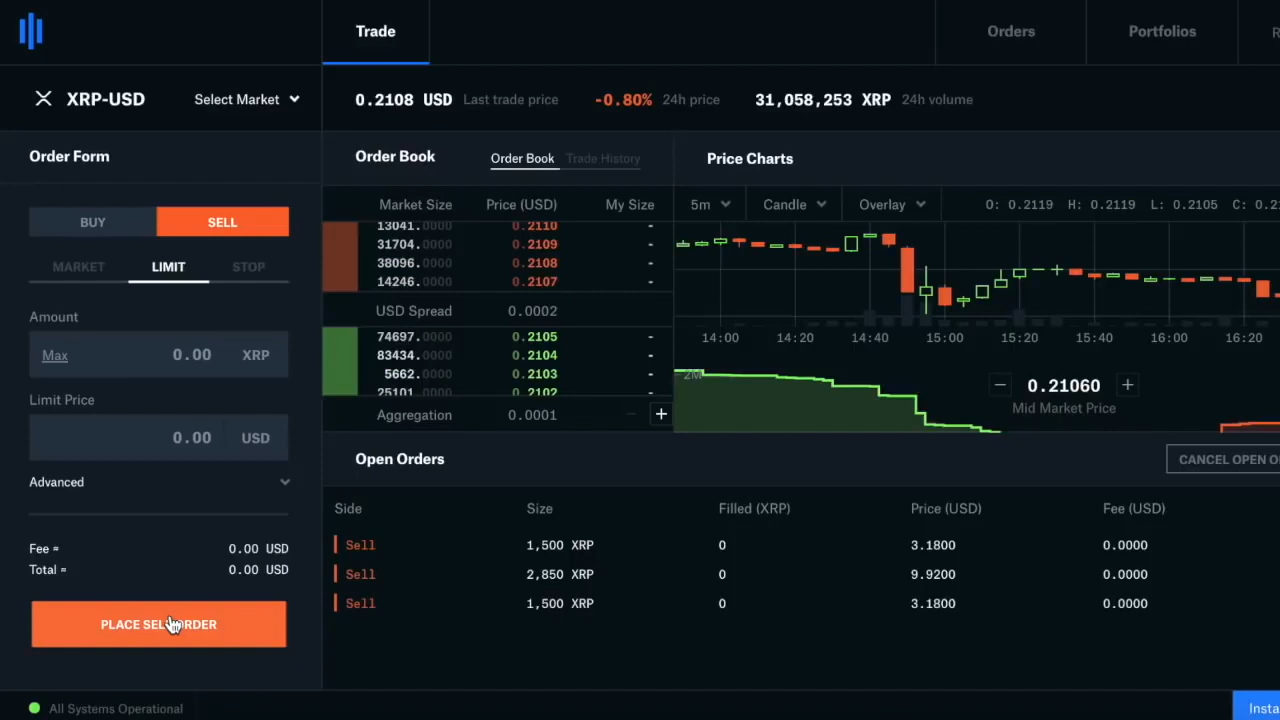 Trade
Orders
Portfolios
XRP-USD
Select Market
0.2108 USD Last trade price
-0.80% 24h price
31,058,253 XRP 24h volume
Order Form
BUY
SELL
MARKET
LIMIT
STOP
Amount
Max 0.00 XRP
Limit Price
0.00 USD
Advanced
Fee ≈ 0.00 USD
Total ≈ 0.00 USD
All Systems Operational
Order Book
Order Book
Trade History
Market Size Price (USD) My Size
13041.0000 0.2110 -
31704.0000 0.2109 -
38096.0000 0.2108 -
14246.0000 0.2107 -
USD Spread 0.0002
74697.0000 0.2105 -
83434.0000 0.2104 -
5662.0000 0.2103 -
25101.0000 0.2102 -
Aggregation 0.0001 − +
Price Charts
5m
Candle
Overlay
O: 0.2119 H: 0.2119 L: 0.2105 C:
14:00 14:20 14:40 15:00 15:20 15:40 16:00 16:20
2M
− 0.21060 +
Mid Market Price
Open Orders
CANCEL OPEN
Side Size Filled (XRP) Price (USD) Fee (USD)
Sell 1,500 XRP 0 3.1800 0.0000
Sell 2,850 XRP 0 9.9200 0.0000
Sell 1,500 XRP 0 3.1800 0.0000